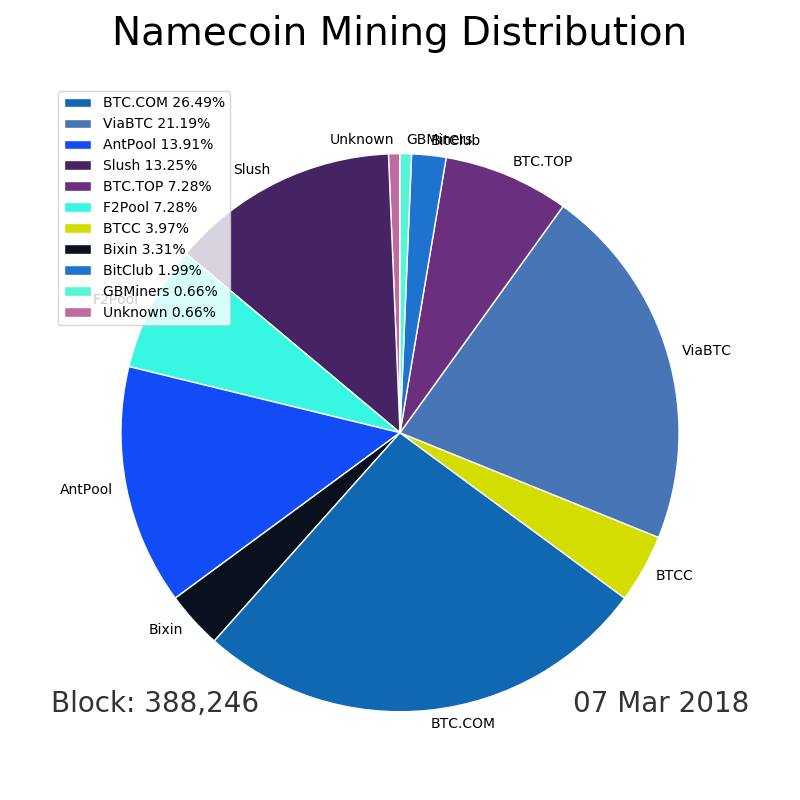 Namecoin Mining Distribution
BTC.COM 26.49%
ViaBTC 21.19%
AntPool 13.91%
Slush 13.25%
BTC.TOP 7.28%
F2Pool 7.28%
BTCC 3.97%
Bixin 3.31%
BitClub 1.99%
GBMiners 0.66%
Unknown 0.66%
Unknown
GBMiners
BitClub
BTC.TOP
Slush
F2Pool
ViaBTC
AntPool
BTCC
Bixin
BTC.COM
Block: 388,246
07 Mar 2018